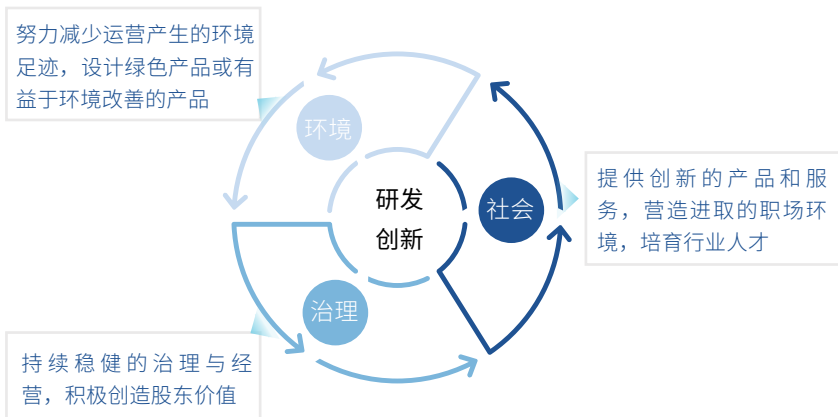 努力减少运营产生的环境
足迹，设计绿色产品或有
益于环境改善的产品
环境
研发
创新
社会
提供创新的产品和服
务，营造进取的职场环
境，培育行业人才
治理
持续稳健的治理与经
营，积极创造股东价值